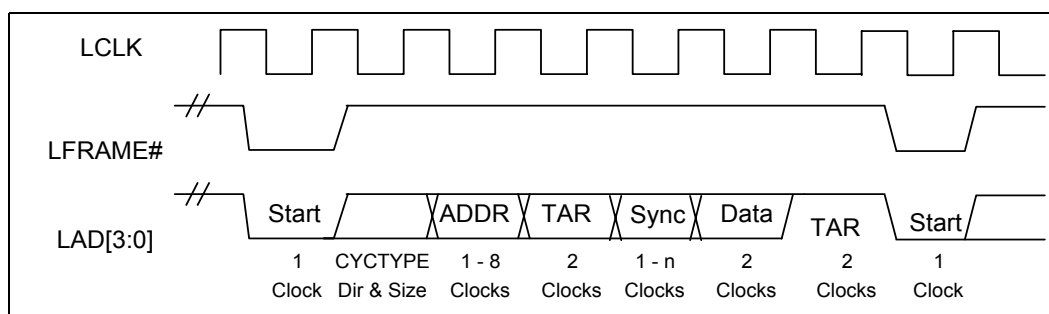 LCLK
LFRAME#
LAD[3:0]
Start ADDR TAR Sync Data TAR Start
1 CYCTYPE 1 - 8 2 1 - n 2 2 1
Clock Dir & Size Clocks Clocks Clocks Clocks Clocks Clock